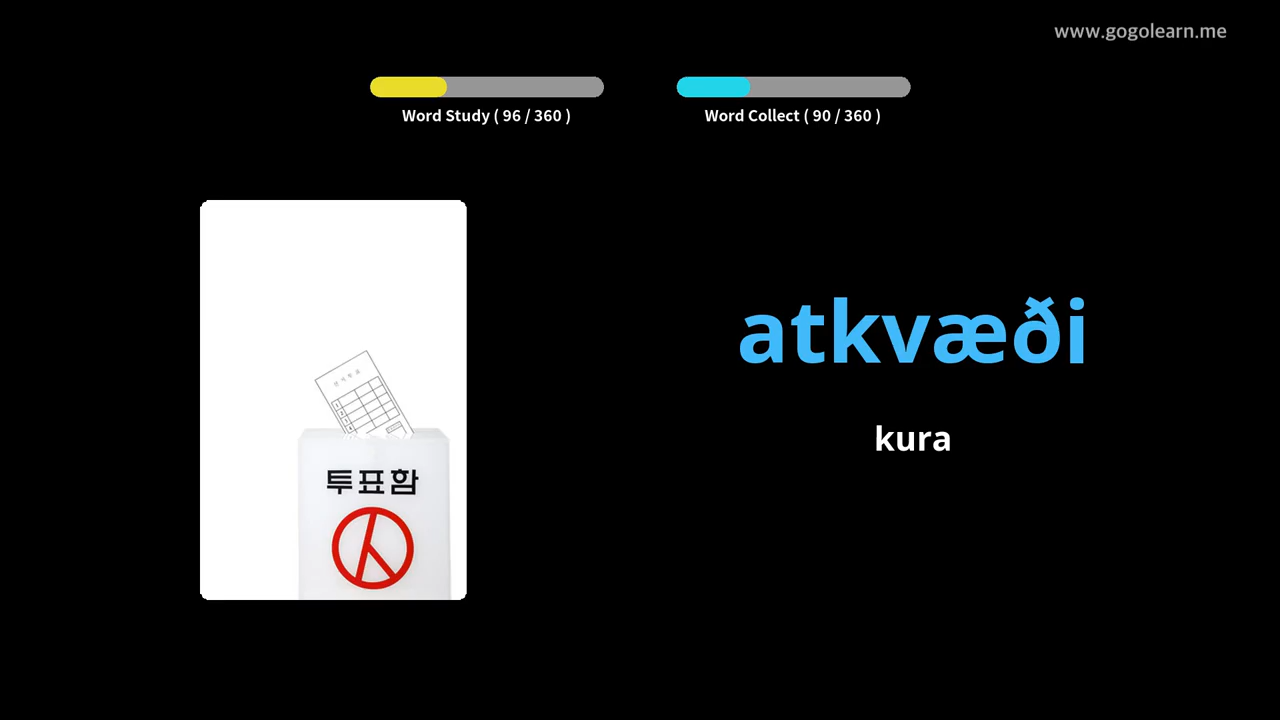 www.gogolearn.me
Word Study ( 96 / 360 )
Word Collect ( 90 / 360 )
atkvæði
kura
투표함